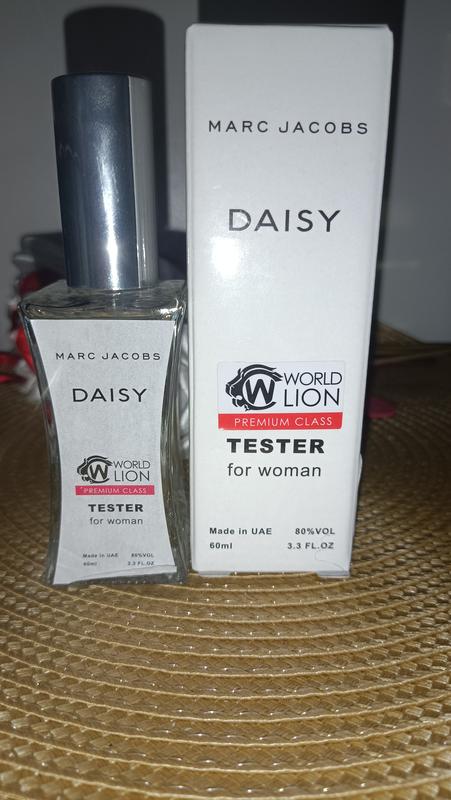 MARC JACOBS
DAISY
W WORLD
LION
PREMIUM CLASS
TESTER
for woman
Made in UAE 80%VOL
60ml 3.3 FL.OZ
MARC JACOBS
DAISY
W WORLD
LION
PREMIUM CLASS
TESTER
for woman
Made in UAE 80%VOL
60ml 3.3 FL.OZ